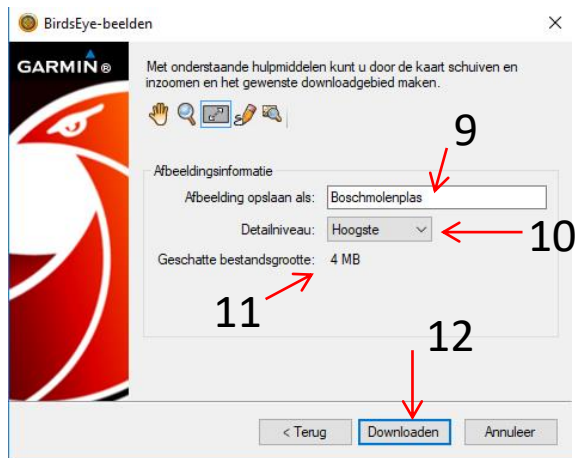 BirdsEye-beelden
GARMIN®
Met onderstaande hulpmiddelen kunt u door de kaart schuiven en
inzoomen en het gewenste downloadgebied maken.
9
Afbeeldingsinformatie
Afbeelding opslaan als: Boschmolenplas
Detailniveau: Hoogste
10
Geschatte bestandsgrootte: 4 MB
11
12
< Terug Downloaden Annuleer